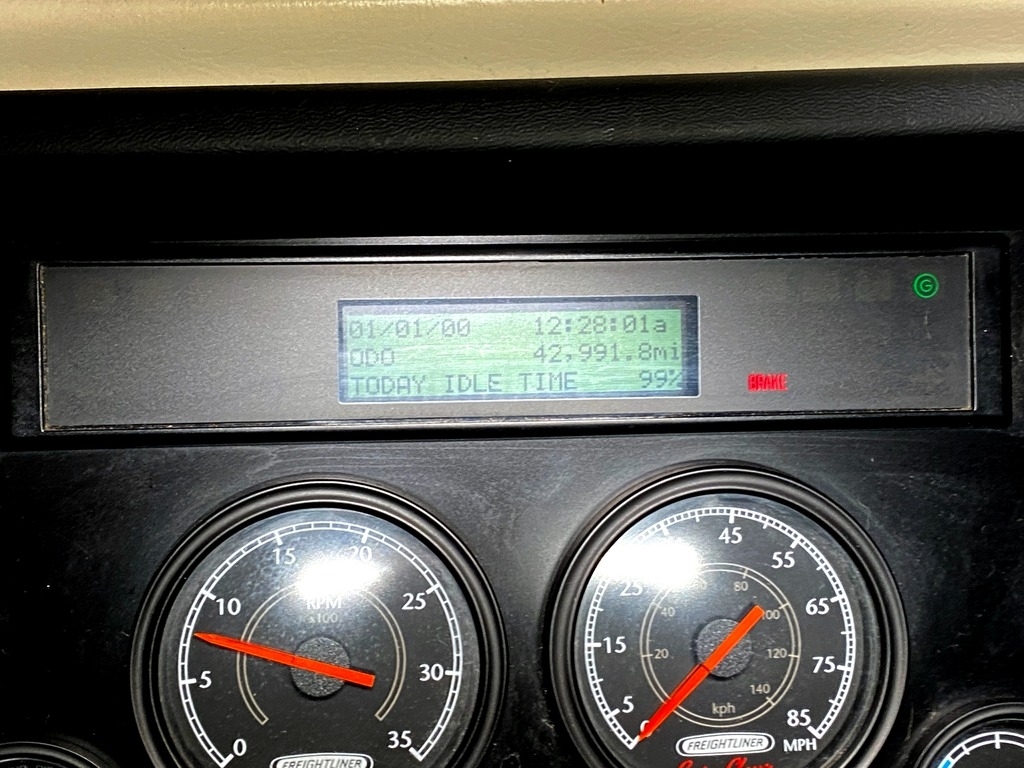 01/01/00 12:28:01a
ODO 42,991.8mi
TODAY IDLE TIME 99%
G
BRAKE
15 20
10 25
RPM
x100
5 30
0 35
FREIGHTLINER
45
55
25 65
15 75
5 85
0
MPH
80
40 100
20 120
140
kph
FREIGHTLINER